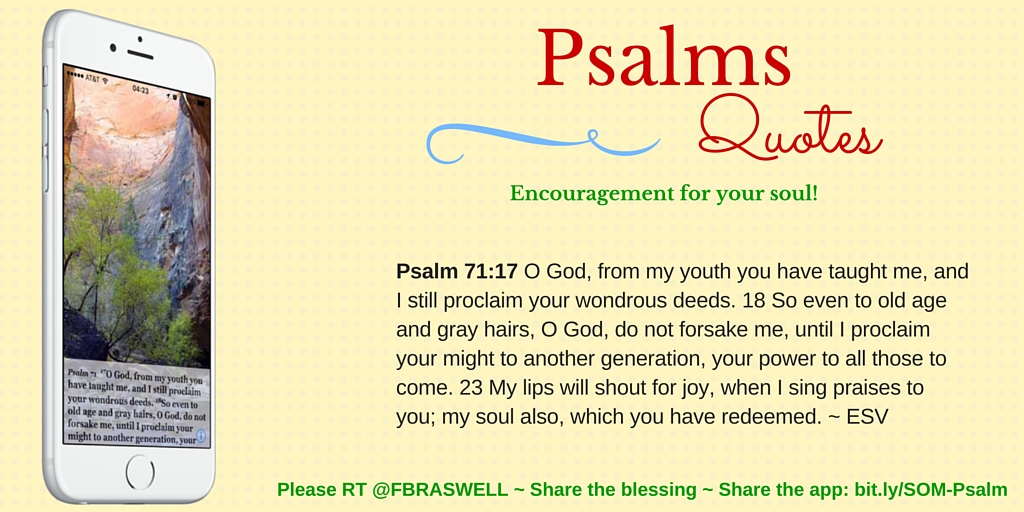 ●●●●● AT&T
04:23
Psalm 71 ¹⁷O God, from my youth you
have taught me, and I still proclaim
your wondrous deeds. ¹⁸So even to
old age and gray hairs, O God, do not
forsake me, until I proclaim your
might to another generation, your
Psalms
Quotes
Encouragement for your soul!
Psalm 71:17 O God, from my youth you have taught me, and
I still proclaim your wondrous deeds. 18 So even to old age
and gray hairs, O God, do not forsake me, until I proclaim
your might to another generation, your power to all those to
come. 23 My lips will shout for joy, when I sing praises to
you; my soul also, which you have redeemed. ~ ESV
Please RT @FBRASWELL ~ Share the blessing ~ Share the app: bit.ly/SOM-Psalm